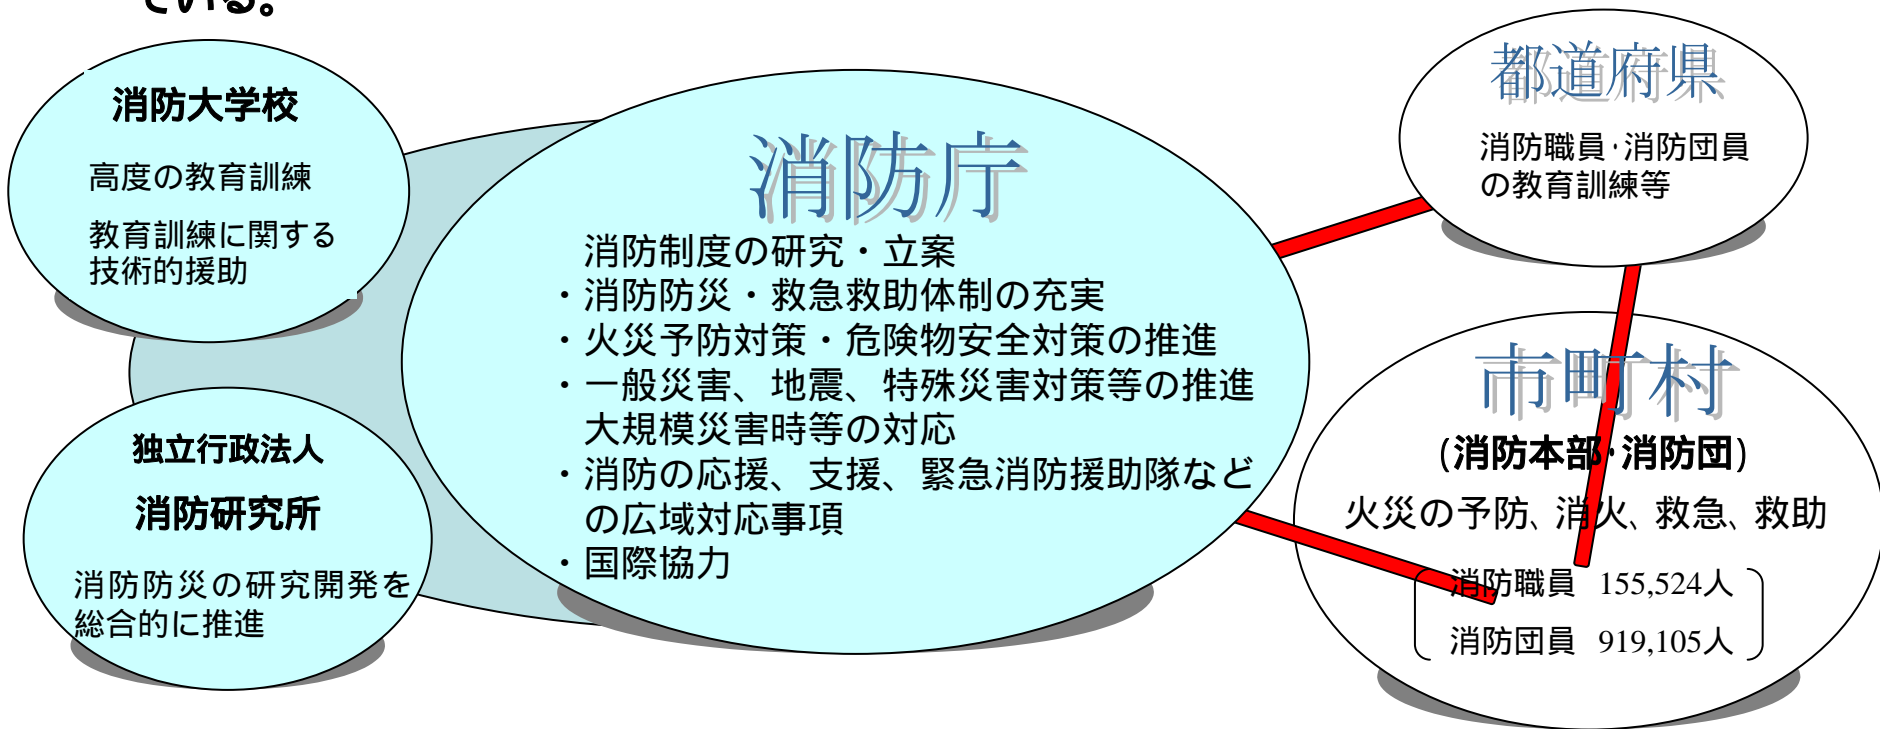 ている。
消防大学校
高度の教育訓練
教育訓練に関する
技術的援助
独立行政法人
消防研究所
消防防災の研究開発を
総合的に推進
消防庁
消防制度の研究・立案
・消防防災・救急救助体制の充実
・火災予防対策・危険物安全対策の推進
・一般災害、地震、特殊災害対策等の推進
大規模災害時等の対応
・消防の応援、支援、緊急消防援助隊など
の広域対応事項
・国際協力
都道府県
消防職員・消防団員
の教育訓練等
市町村
(消防本部・消防団)
火災の予防、消火、救急、救助
消防職員 155,524人
消防団員 919,105人